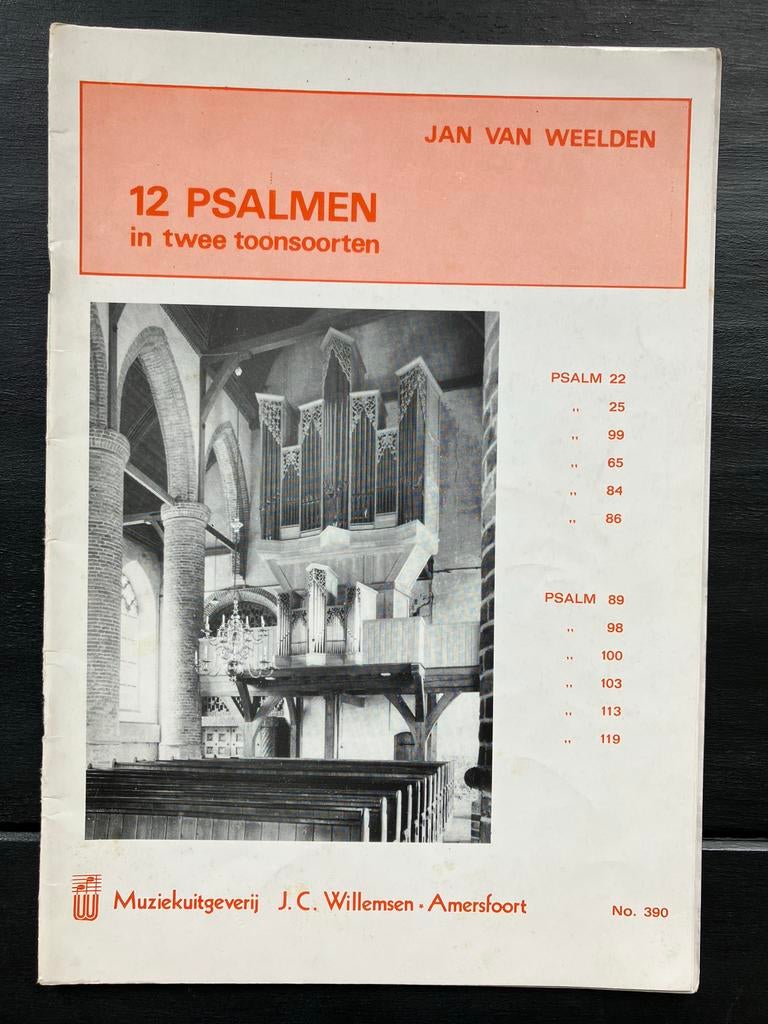 JAN VAN WEELDEN
12 PSALMEN
in twee toonsoorten
PSALM 22
,, 25
,, 99
,, 65
,, 84
,, 86
PSALM 89
,, 98
,, 100
,, 103
,, 113
,, 119
Muziekuitgeverij J.C. Willemsen • Amersfoort
No. 390